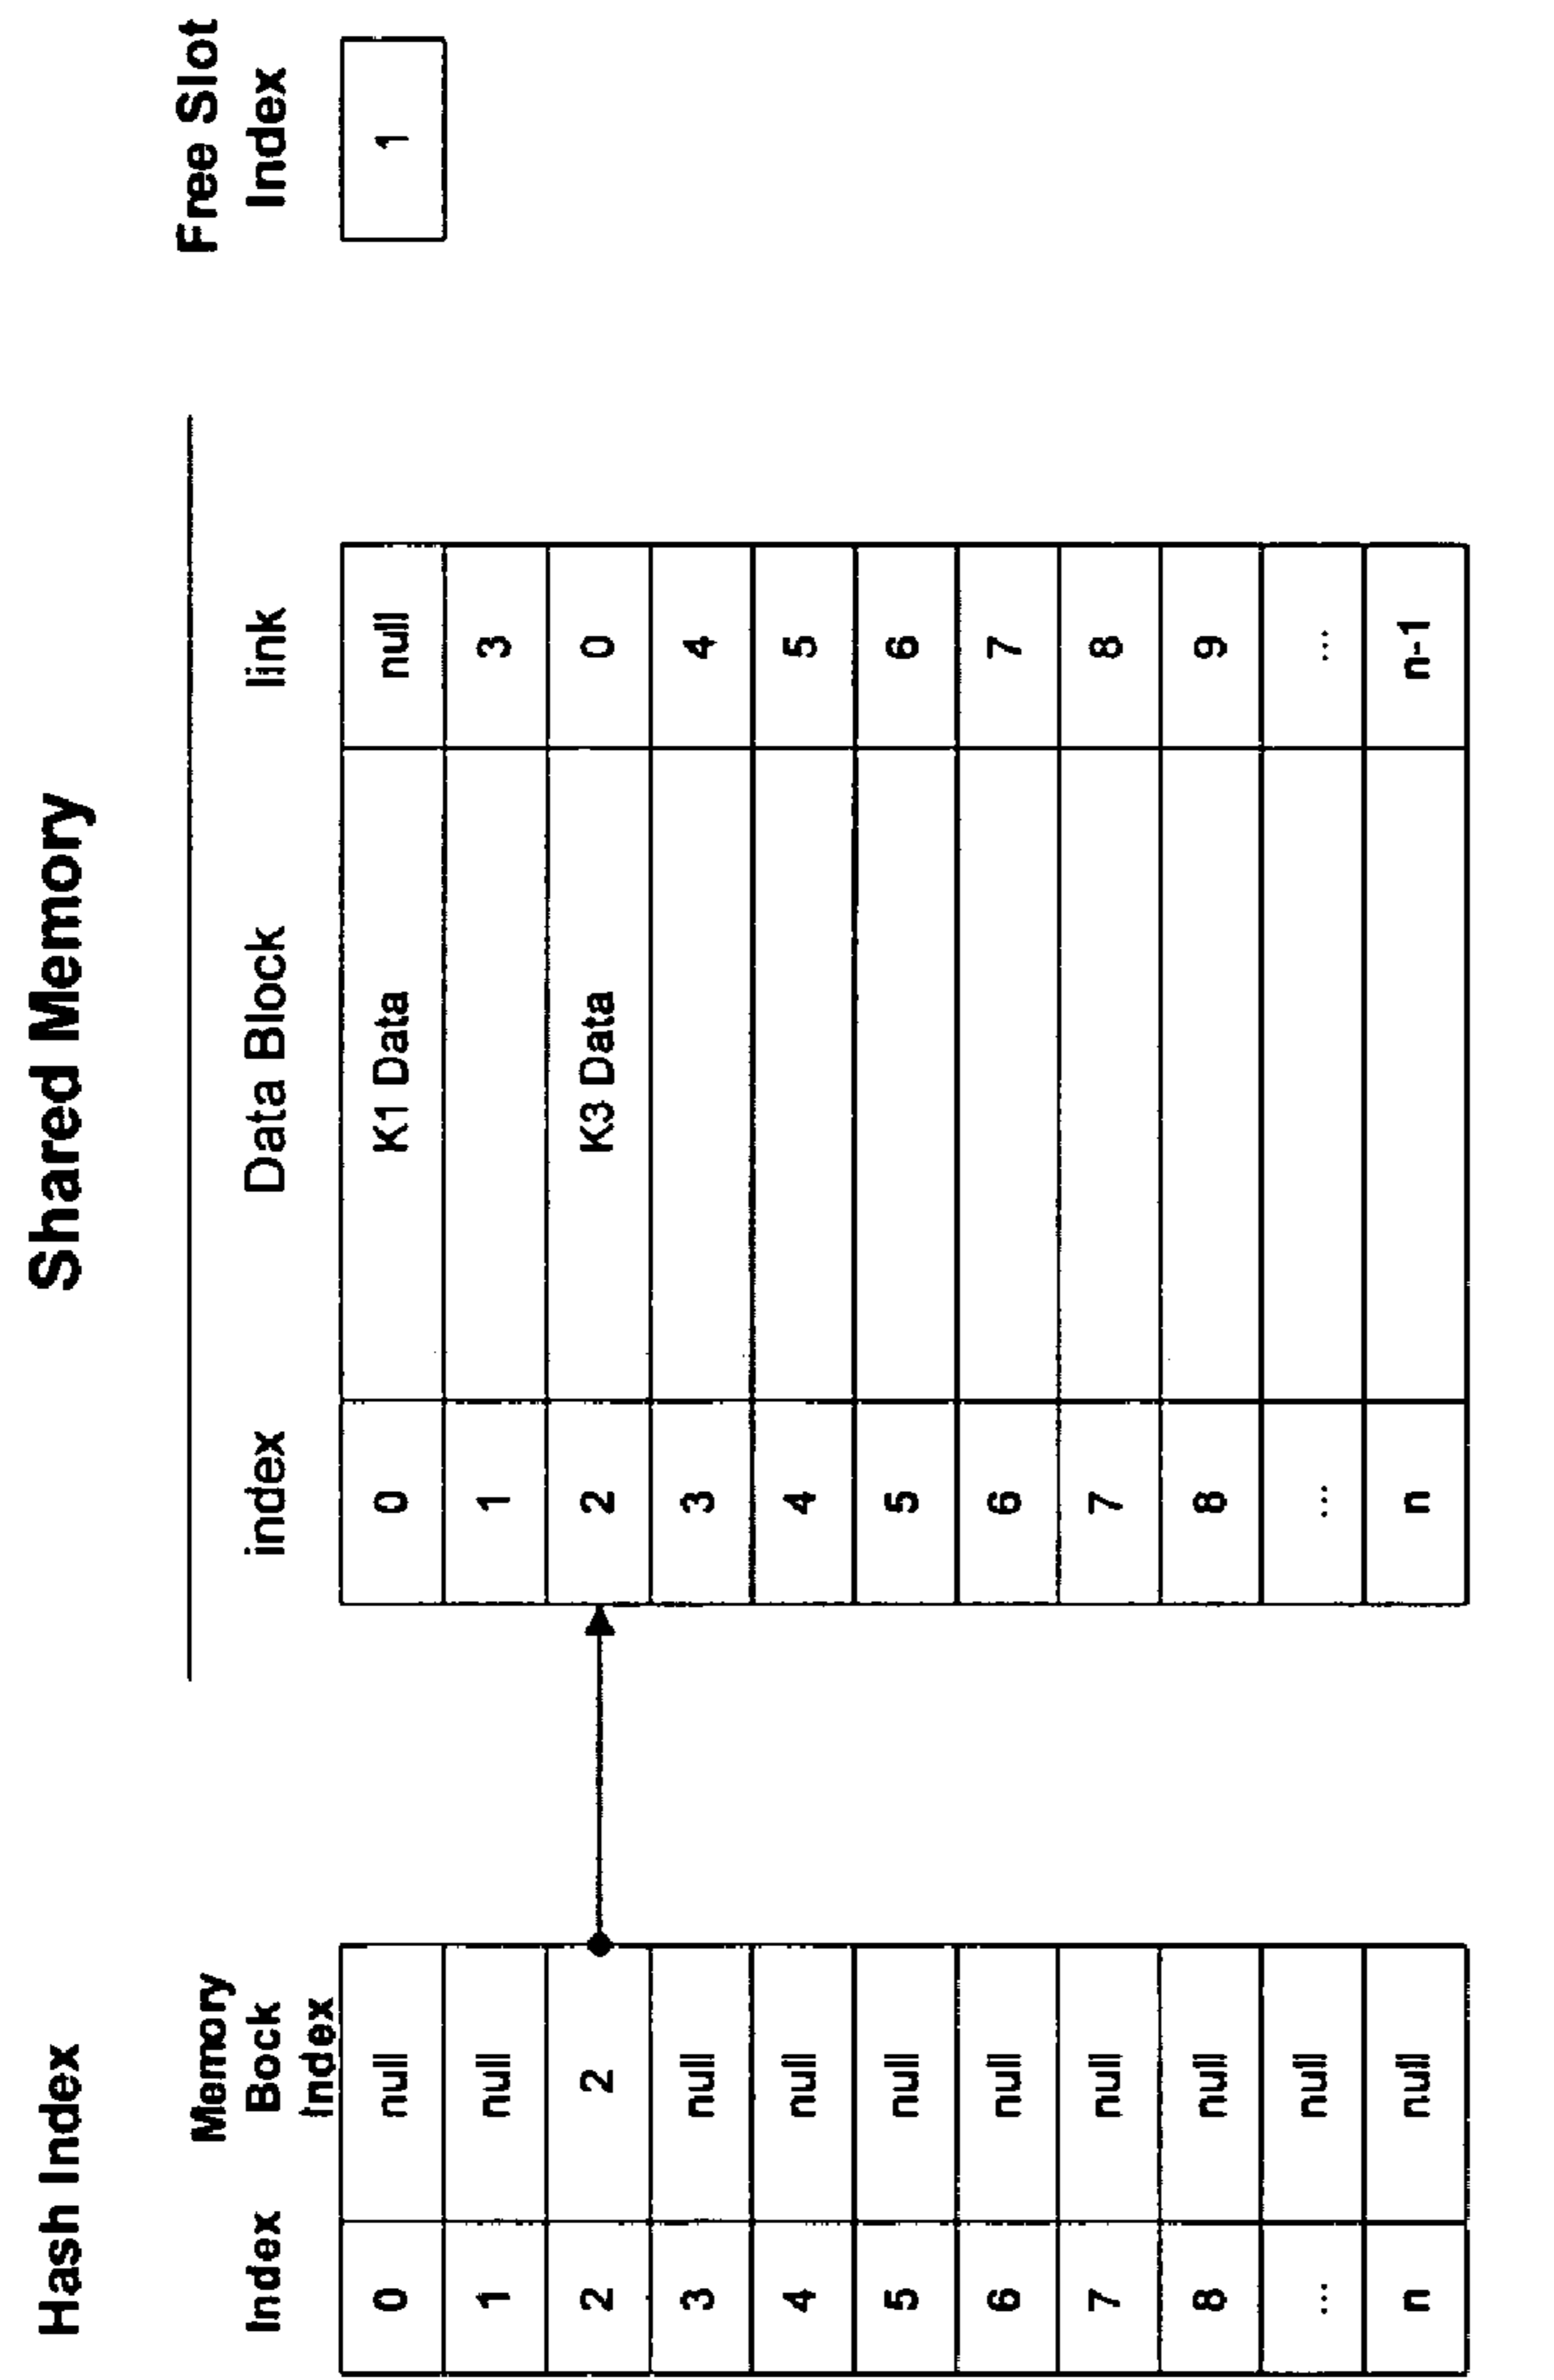 Shared Memory
Hash Index
Free Slot
Index
Index
Memory
Bock
Index
index
Data Block
link
0 null 0 K1 Data null 1
1 null 1 3
2 2 2 K3 Data 0
3 null 3 4
4 null 4 5
5 null 5 6
6 null 6 7
7 null 7 8
8 null 8 9
... null ... ...
n null n n-1